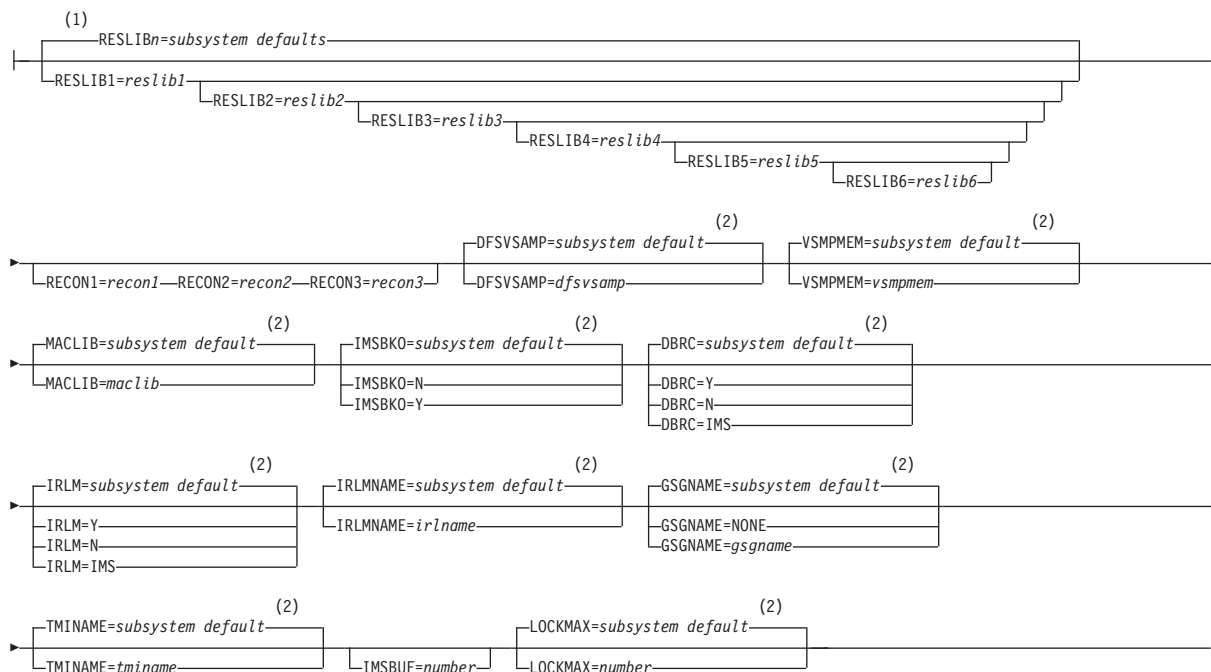 (1)
RESLIBn=subsystem defaults
RESLIB1=reslib1
RESLIB2=reslib2
RESLIB3=reslib3
RESLIB4=reslib4
RESLIB5=reslib5
RESLIB6=reslib6
(2) (2)
DFSVSAMP=subsystem default VSMPMEM=subsystem default
RECON1=recon1 RECON2=recon2 RECON3=recon3 DFSVSAMP=dfsvsamp VSMPMEM=vsmpmem
(2) (2) (2)
MACLIB=subsystem default IMSBKO=subsystem default DBRC=subsystem default
MACLIB=maclib IMSBKO=N DBRC=Y
IMSBKO=Y DBRC=N
DBRC=IMS
(2) (2) (2)
IRLM=subsystem default IRLMNAME=subsystem default GSGNAME=subsystem default
IRLM=Y IRLMNAME=irlname GSGNAME=NONE
IRLM=N GSGNAME=gsgname
IRLM=IMS
(2) (2)
TMINAME=subsystem default LOCKMAX=subsystem default
TMINAME=tminame IMSBUF=number LOCKMAX=number